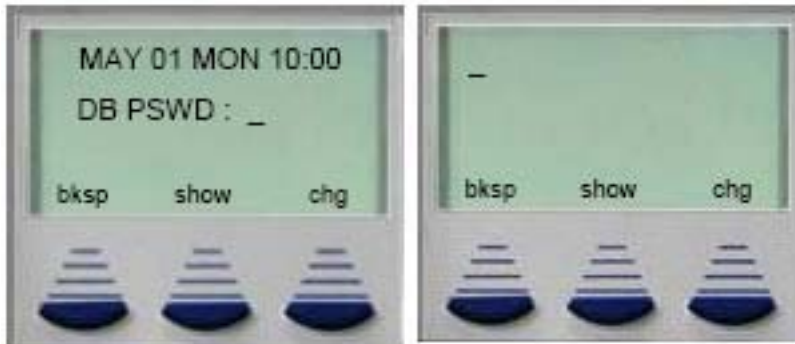 MAY 01 MON 10:00
DB PSWD : _
bksp show chg
_
bksp show chg